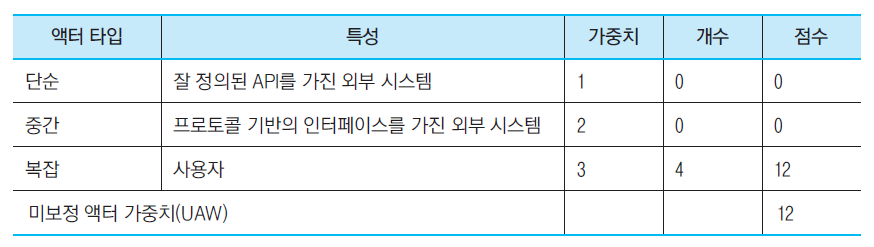 액터 타입 특성 가중치 개수 점수
단순 잘 정의된 API를 가진 외부 시스템 1 0 0
중간 프로토콜 기반의 인터페이스를 가진 외부 시스템 2 0 0
복잡 사용자 3 4 12
미보정 액터 가중치(UAW) 12